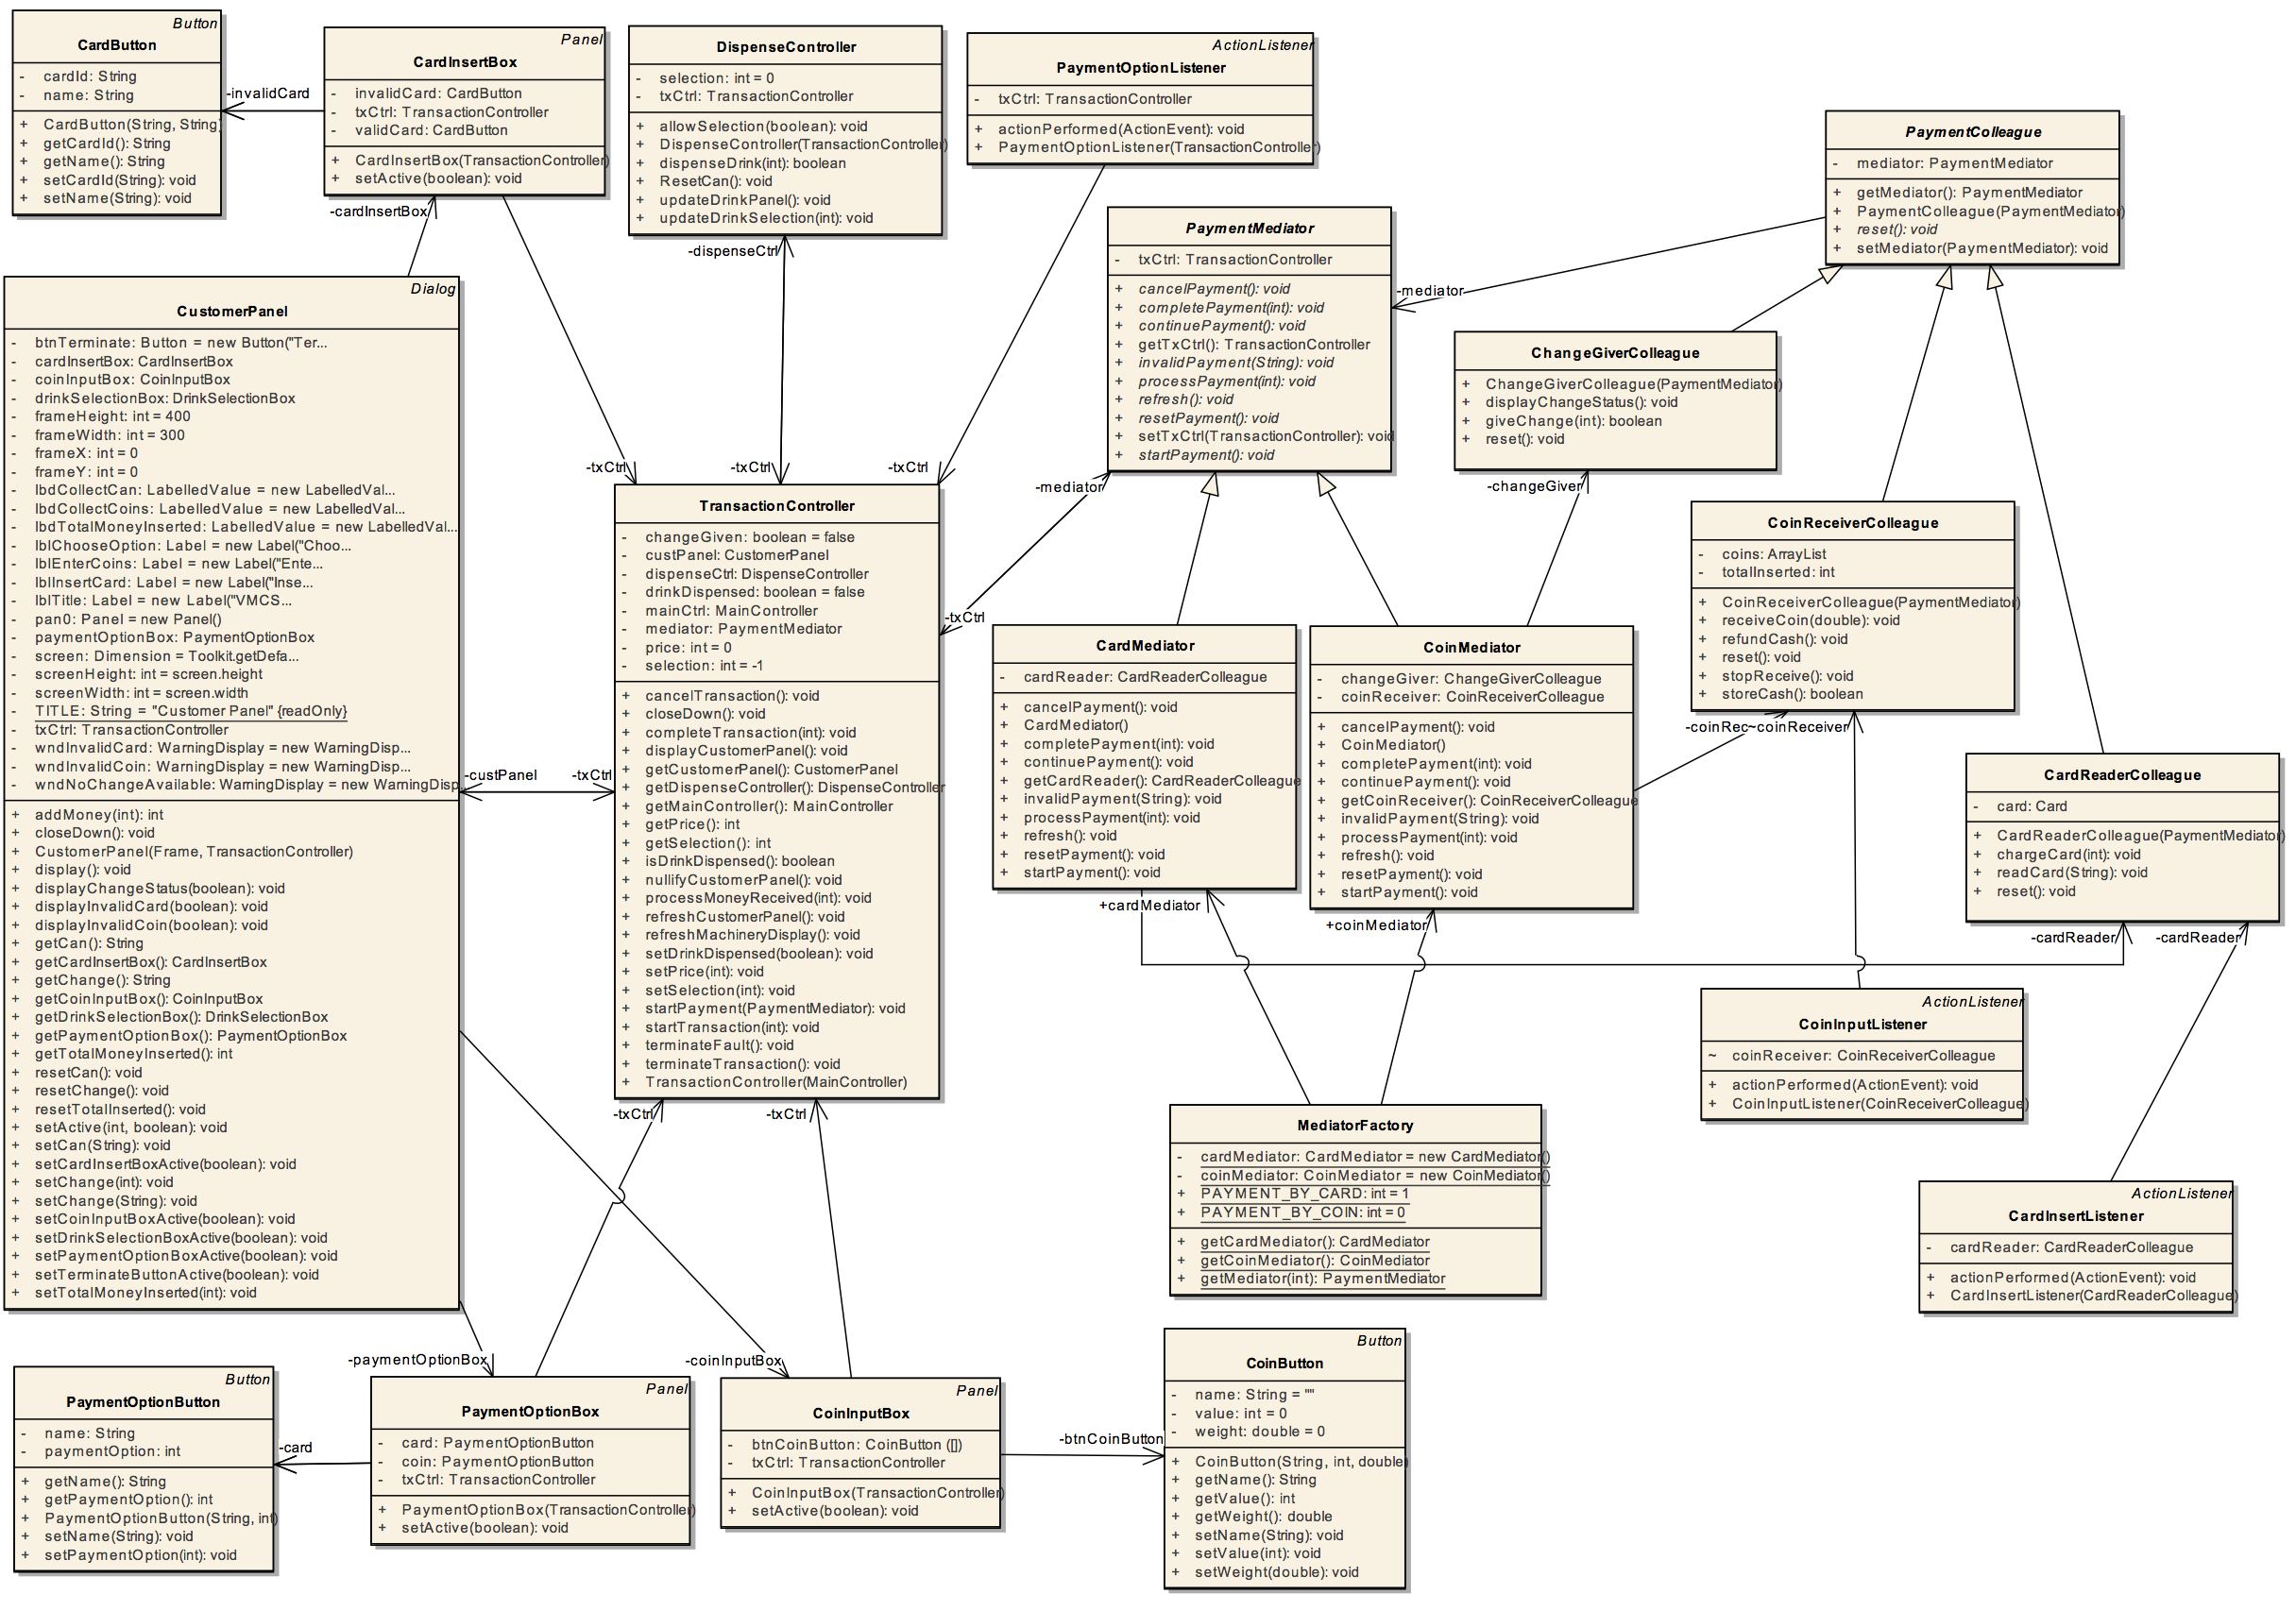 Button
CardButton
- cardId: String
- name: String
+ CardButton(String, String)
+ getCardId(): String
+ getName(): String
+ setCardId(String): void
+ setName(String): void
-invalidCard
Panel
CardInsertBox
- invalidCard: CardButton
- txCtrl: TransactionController
- validCard: CardButton
+ CardInsertBox(TransactionController)
+ setActive(boolean): void
-cardInsertBox
DispenseController
- selection: int = 0
- txCtrl: TransactionController
+ allowSelection(boolean): void
+ DispenseController(TransactionController)
+ dispenseDrink(int): boolean
+ ResetCan(): void
+ updateDrinkPanel(): void
+ updateDrinkSelection(int): void
-dispenseCtrl
ActionListener
PaymentOptionListener
- txCtrl: TransactionController
+ actionPerformed(ActionEvent): void
+ PaymentOptionListener(TransactionController)
PaymentColleague
- mediator: PaymentMediator
+ getMediator(): PaymentMediator
+ PaymentColleague(PaymentMediator)
+ reset(): void
+ setMediator(PaymentMediator): void
PaymentMediator
- txCtrl: TransactionController
+ cancelPayment(): void
+ completePayment(int): void
+ continuePayment(): void
+ getTxCtrl(): TransactionController
+ invalidPayment(String): void
+ processPayment(int): void
+ refresh(): void
+ resetPayment(): void
+ setTxCtrl(TransactionController): void
+ startPayment(): void
-mediator
ChangeGiverColleague
+ ChangeGiverColleague(PaymentMediator)
+ displayChangeStatus(): void
+ giveChange(int): boolean
+ reset(): void
-changeGiver
Dialog
CustomerPanel
- btnTerminate: Button = new Button("Ter...
- cardInsertBox: CardInsertBox
- coinInputBox: CoinInputBox
- drinkSelectionBox: DrinkSelectionBox
- frameHeight: int = 400
- frameWidth: int = 300
- frameX: int = 0
- frameY: int = 0
- lbdCollectCan: LabelledValue = new LabelledVal...
- lbdCollectCoins: LabelledValue = new LabelledVal...
- lbdTotalMoneyInserted: LabelledValue = new LabelledVal...
- lblChooseOption: Label = new Label("Choo...
- lblEnterCoins: Label = new Label("Ente...
- lblInsertCard: Label = new Label("Inse...
- lblTitle: Label = new Label("VMCS...
- pan0: Panel = new Panel()
- paymentOptionBox: PaymentOptionBox
- screen: Dimension = Toolkit.getDefa...
- screenHeight: int = screen.height
- screenWidth: int = screen.width
- TITLE: String = "Customer Panel" {readOnly}
- txCtrl: TransactionController
- wndInvalidCard: WarningDisplay = new WarningDisp...
- wndInvalidCoin: WarningDisplay = new WarningDisp...
- wndNoChangeAvailable: WarningDisplay = new WarningDisp
+ addMoney(int): int
+ closeDown(): void
+ CustomerPanel(Frame, TransactionController)
+ display(): void
+ displayChangeStatus(boolean): void
+ displayInvalidCard(boolean): void
+ displayInvalidCoin(boolean): void
+ getCan(): String
+ getCardInsertBox(): CardInsertBox
+ getChange(): String
+ getCoinInputBox(): CoinInputBox
+ getDrinkSelectionBox(): DrinkSelectionBox
+ getPaymentOptionBox(): PaymentOptionBox
+ getTotalMoneyInserted(): int
+ resetCan(): void
+ resetChange(): void
+ resetTotalInserted(): void
+ setActive(int, boolean): void
+ setCan(String): void
+ setCardInsertBoxActive(boolean): void
+ setChange(int): void
+ setChange(String): void
+ setCoinInputBoxActive(boolean): void
+ setDrinkSelectionBoxActive(boolean): void
+ setPaymentOptionBoxActive(boolean): void
+ setTerminateButtonActive(boolean): void
+ setTotalMoneyInserted(int): void
-txCtrl
-txCtrl
-txCtrl
-mediator
-txCtrl
-custPanel
-txCtrl
TransactionController
- changeGiven: boolean = false
- custPanel: CustomerPanel
- dispenseCtrl: DispenseController
- drinkDispensed: boolean = false
- mainCtrl: MainController
- mediator: PaymentMediator
- price: int = 0
- selection: int = -1
+ cancelTransaction(): void
+ closeDown(): void
+ completeTransaction(int): void
+ displayCustomerPanel(): void
+ getCustomerPanel(): CustomerPanel
+ getDispenseController(): DispenseController
+ getMainController(): MainController
+ getPrice(): int
+ getSelection(): int
+ isDrinkDispensed(): boolean
+ nullifyCustomerPanel(): void
+ processMoneyReceived(int): void
+ refreshCustomerPanel(): void
+ refreshMachineryDisplay(): void
+ setDrinkDispensed(boolean): void
+ setPrice(int): void
+ setSelection(int): void
+ startPayment(PaymentMediator): void
+ startTransaction(int): void
+ terminateFault(): void
+ terminateTransaction(): void
+ TransactionController(MainController)
-txCtrl
-txCtrl
CardMediator
- cardReader: CardReaderColleague
+ cancelPayment(): void
+ CardMediator()
+ completePayment(int): void
+ continuePayment(): void
+ getCardReader(): CardReaderColleague
+ invalidPayment(String): void
+ processPayment(int): void
+ refresh(): void
+ resetPayment(): void
+ startPayment(): void
+cardMediator
CoinMediator
- changeGiver: ChangeGiverColleague
- coinReceiver: CoinReceiverColleague
+ cancelPayment(): void
+ CoinMediator()
+ completePayment(int): void
+ continuePayment(): void
+ getCoinReceiver(): CoinReceiverColleague
+ invalidPayment(String): void
+ processPayment(int): void
+ refresh(): void
+ resetPayment(): void
+ startPayment(): void
+coinMediator
CoinReceiverColleague
- coins: ArrayList
- totalInserted: int
+ CoinReceiverColleague(PaymentMediator)
+ receiveCoin(double): void
+ refundCash(): void
+ reset(): void
+ stopReceive(): void
+ storeCash(): boolean
-coinRec~coinReceiver
CardReaderColleague
- card: Card
+ CardReaderColleague(PaymentMediator)
+ chargeCard(int): void
+ readCard(String): void
+ reset(): void
-cardReader
-cardReader
ActionListener
CoinInputListener
~ coinReceiver: CoinReceiverColleague
+ actionPerformed(ActionEvent): void
+ CoinInputListener(CoinReceiverColleague)
MediatorFactory
- cardMediator: CardMediator = new CardMediator()
- coinMediator: CoinMediator = new CoinMediator()
+ PAYMENT_BY_CARD: int = 1
+ PAYMENT_BY_COIN: int = 0
+ getCardMediator(): CardMediator
+ getCoinMediator(): CoinMediator
+ getMediator(int): PaymentMediator
ActionListener
CardInsertListener
- cardReader: CardReaderColleague
+ actionPerformed(ActionEvent): void
+ CardInsertListener(CardReaderColleague)
-paymentOptionBox
-coinInputBox
Button
PaymentOptionButton
- name: String
- paymentOption: int
+ getName(): String
+ getPaymentOption(): int
+ PaymentOptionButton(String, int)
+ setName(String): void
+ setPaymentOption(int): void
-card
Panel
PaymentOptionBox
- card: PaymentOptionButton
- coin: PaymentOptionButton
- txCtrl: TransactionController
+ PaymentOptionBox(TransactionController)
+ setActive(boolean): void
Panel
CoinInputBox
- btnCoinButton: CoinButton ([])
- txCtrl: TransactionController
+ CoinInputBox(TransactionController)
+ setActive(boolean): void
-btnCoinButton
Button
CoinButton
- name: String = ""
- value: int = 0
- weight: double = 0
+ CoinButton(String, int, double)
+ getName(): String
+ getValue(): int
+ getWeight(): double
+ setName(String): void
+ setValue(int): void
+ setWeight(double): void